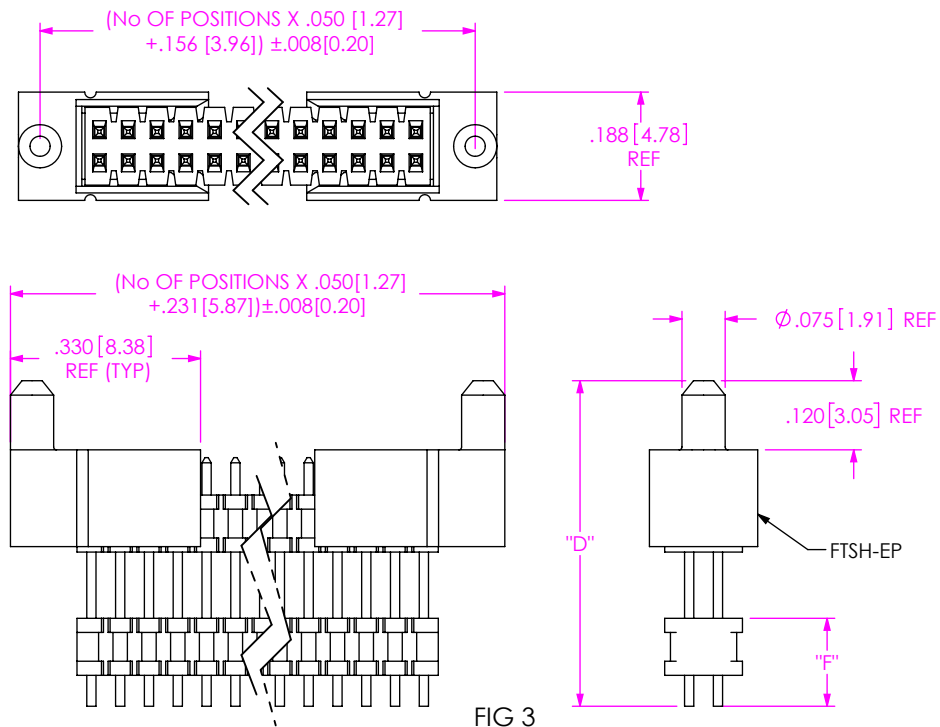 (No OF POSITIONS X .050 [1.27]
+.156 [3.96]) ±.008[0.20]
.188[4.78]
REF
(No OF POSITIONS X .050[1.27]
+.231[5.87])±.008[0.20]
.330[8.38]
REF (TYP)
Ø.075[1.91] REF
.120[3.05] REF
"D"
FTSH-EP
"F"
FIG 3